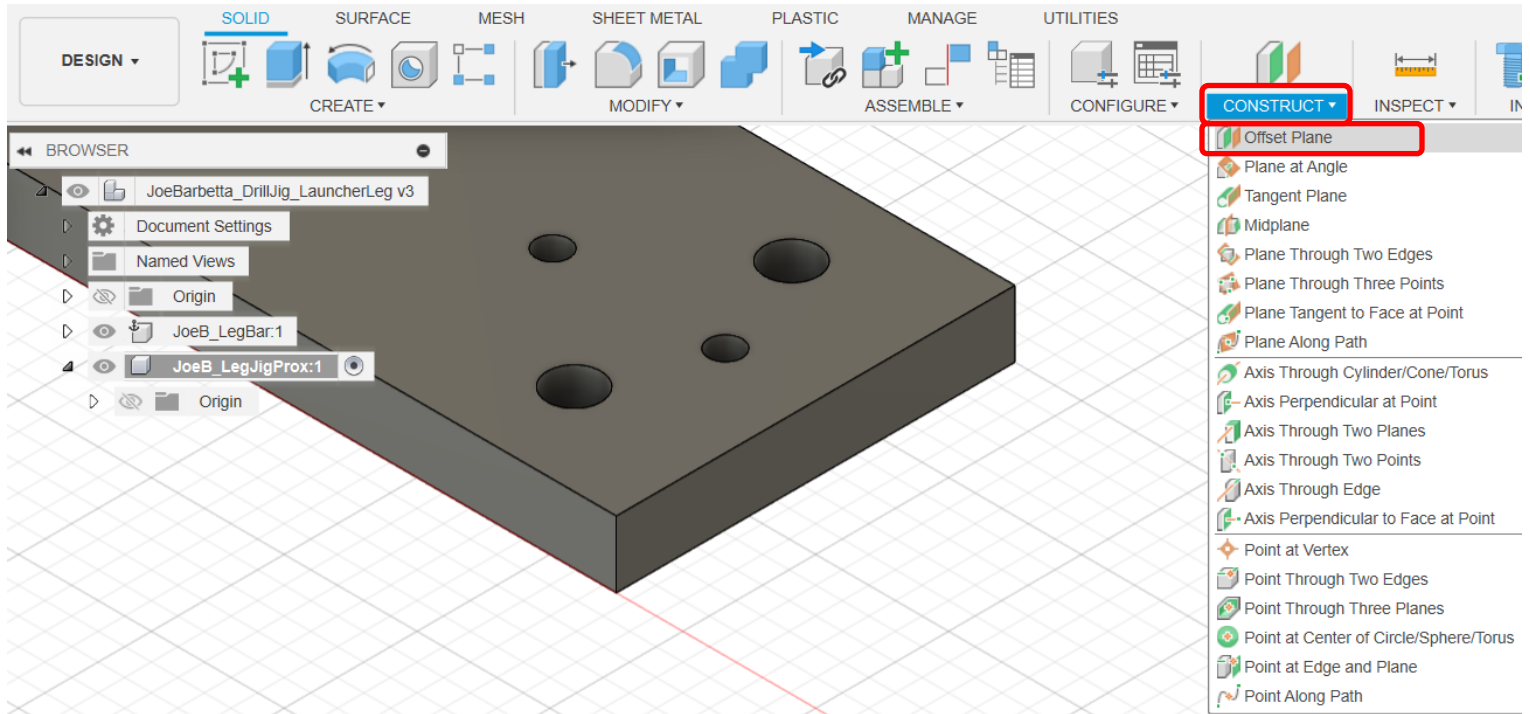 SOLID SURFACE MESH SHEET METAL PLASTIC MANAGE UTILITIES
DESIGN
CREATE MODIFY ASSEMBLE CONFIGURE CONSTRUCT INSPECT IN
BROWSER
JoeBarbetta_DrillJig_LauncherLeg v3
Document Settings
Named Views
Origin
JoeB_LegBar:1
JoeB_LegJigProx:1
Origin
Offset Plane
Plane at Angle
Tangent Plane
Midplane
Plane Through Two Edges
Plane Through Three Points
Plane Tangent to Face at Point
Plane Along Path
Axis Through Cylinder/Cone/Torus
Axis Perpendicular at Point
Axis Through Two Planes
Axis Through Two Points
Axis Through Edge
Axis Perpendicular to Face at Point
Point at Vertex
Point Through Two Edges
Point Through Three Planes
Point at Center of Circle/Sphere/Torus
Point at Edge and Plane
Point Along Path